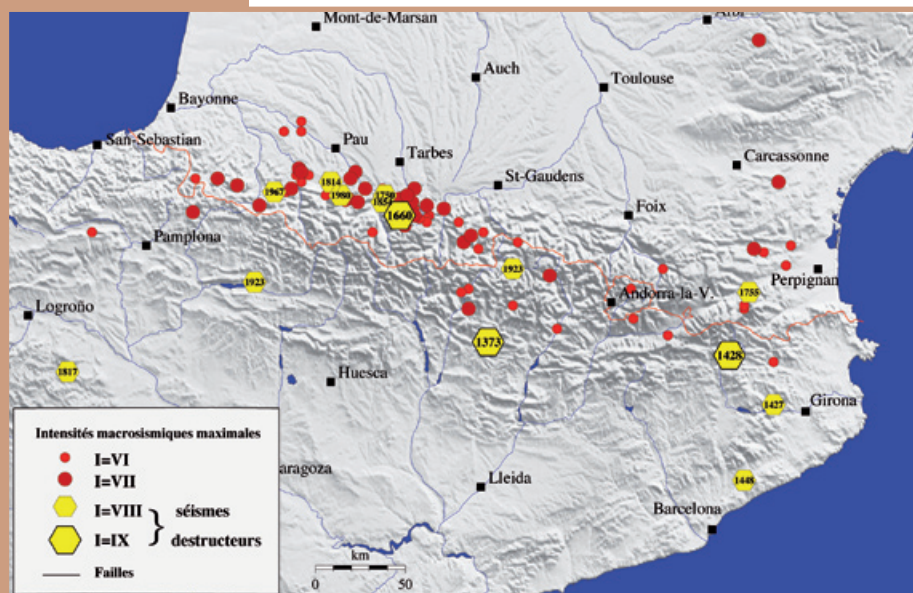 Mont-de-Marsan
Auch
Toulouse
Bayonne
San-Sebastian
Pau
Tarbes
St-Gaudens
Carcassonne
Foix
1967
1814
1980
1750
1854
1660
Pamplona
1923
1923
Andorra-la-V.
1755
Perpignan
Logroño
1373
1428
1817
Huesca
1427
Girona
Intensités macrosismiques maximales
I=VI
I=VII
I=VIII
séismes
I=IX
destructeurs
Failles
aragoza
Lleida
1448
Barcelona
km
0 50